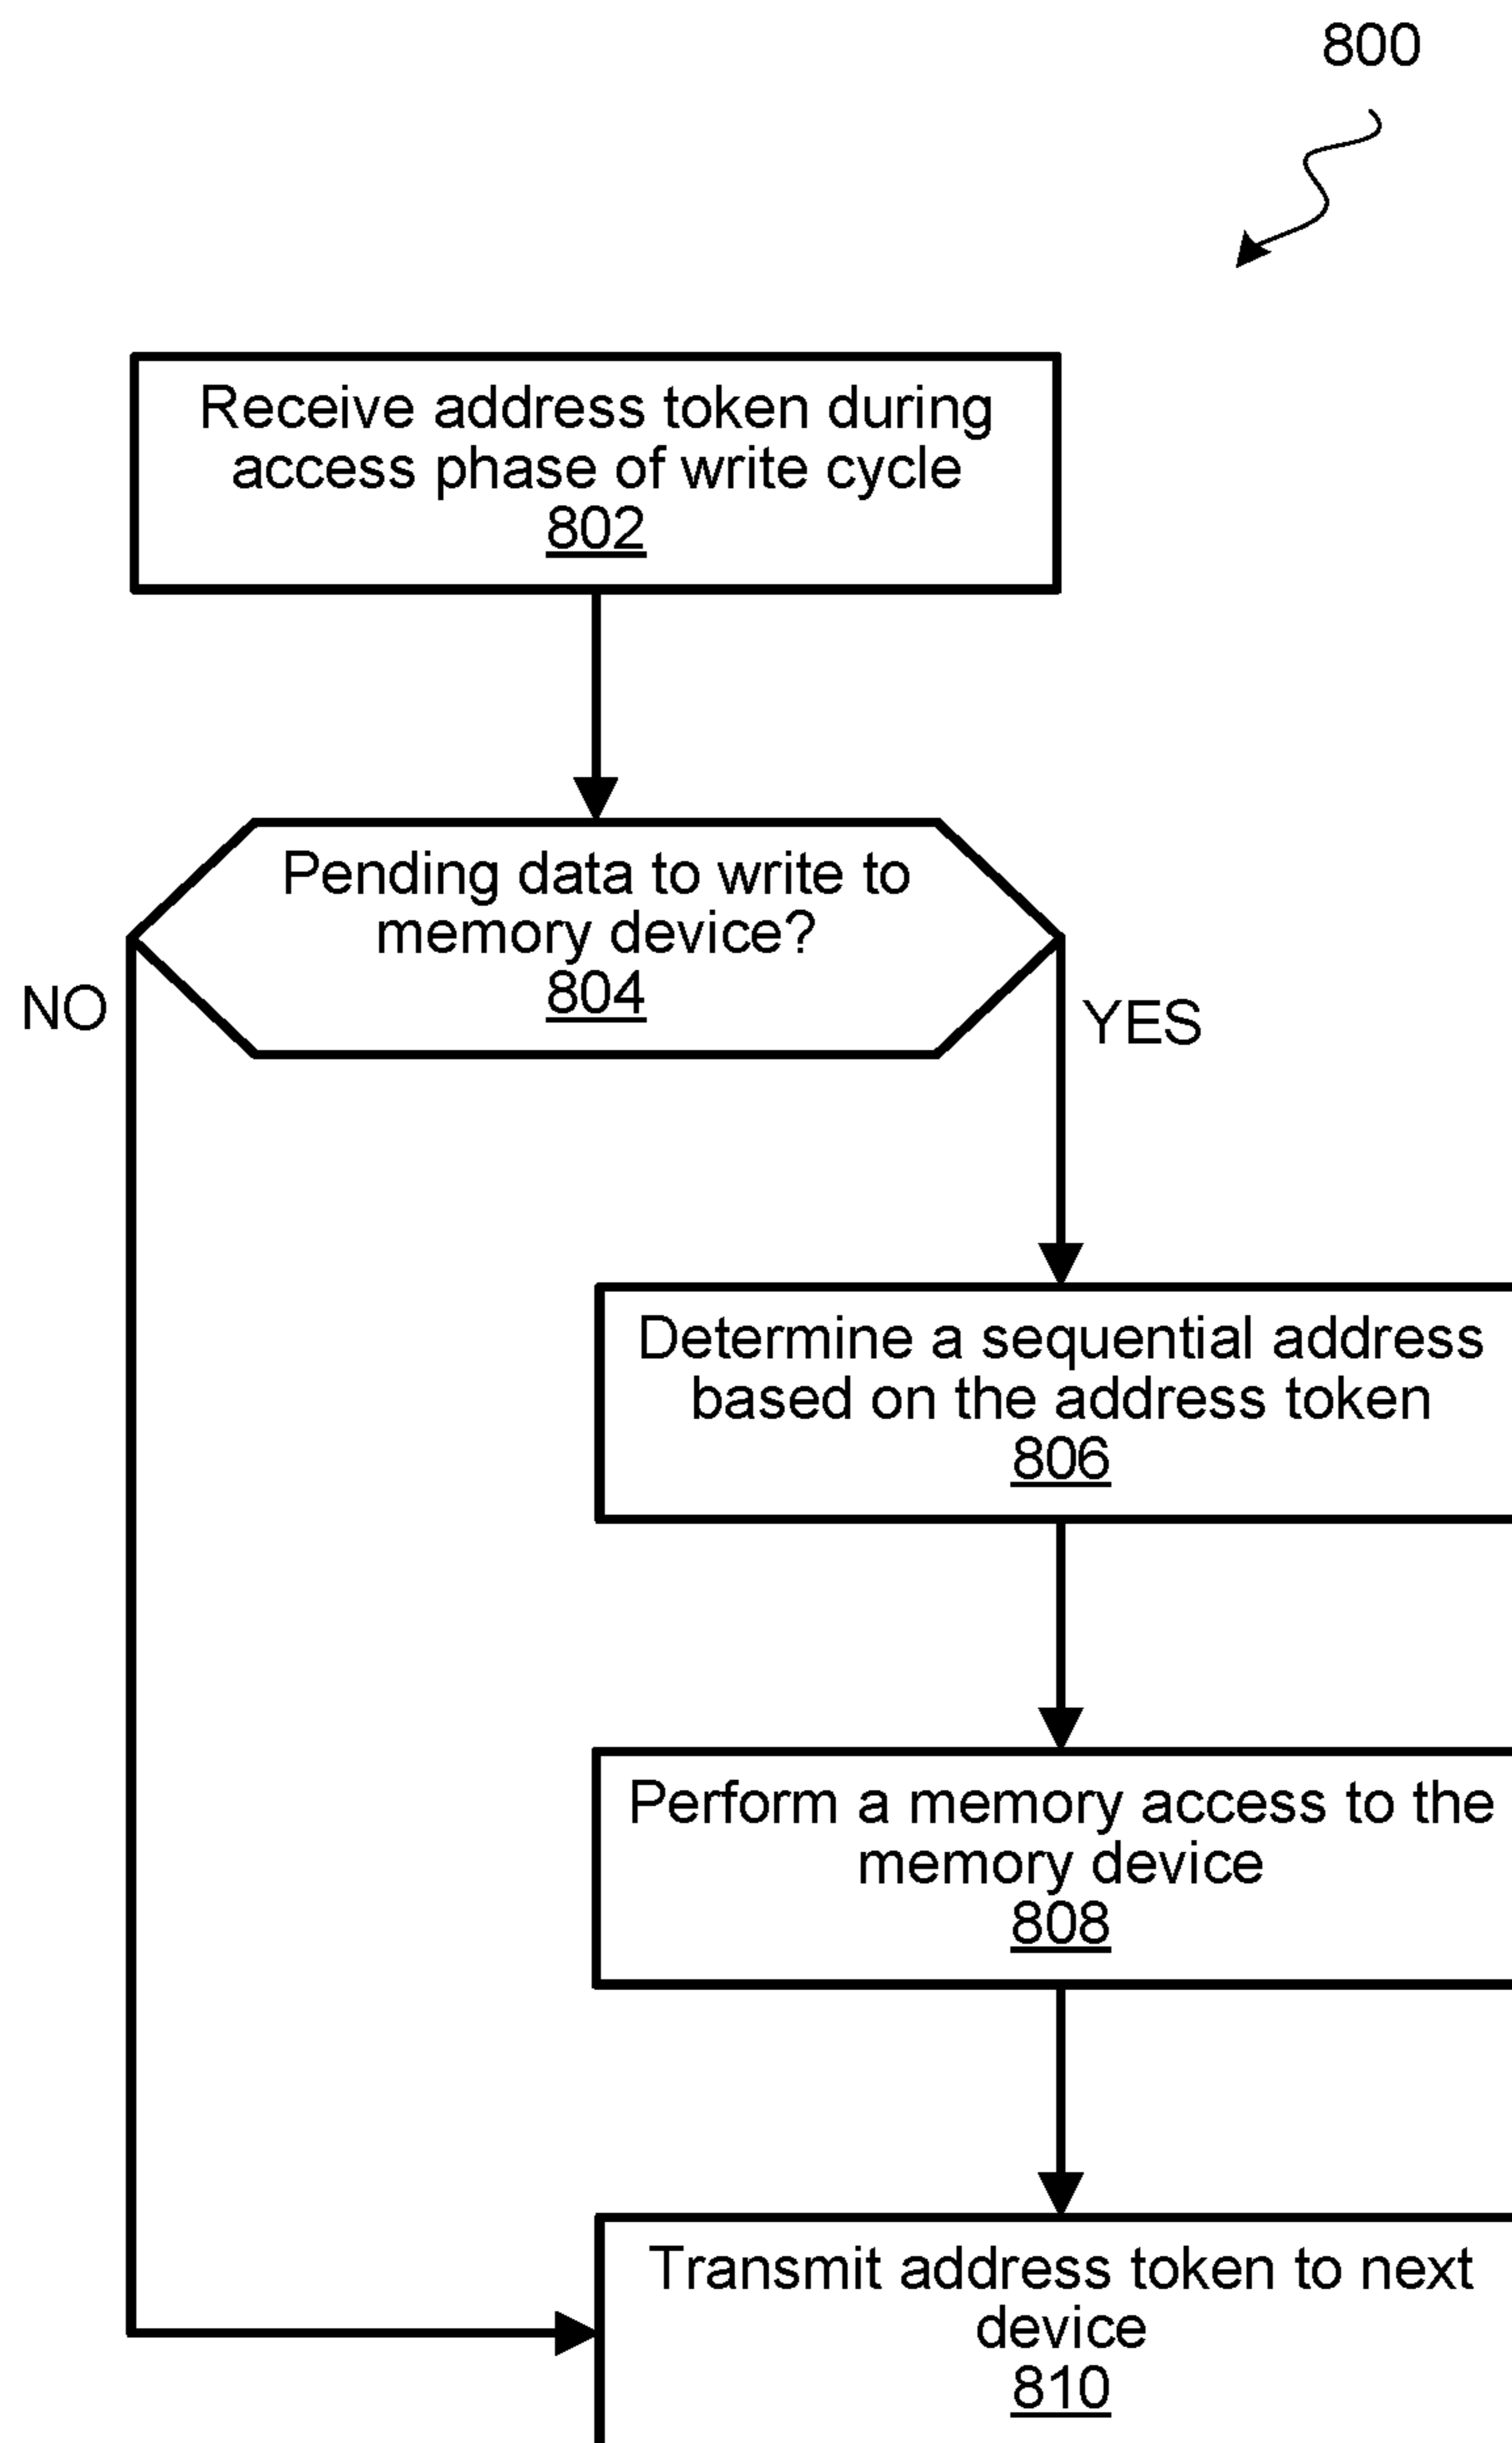 800
Receive address token during
access phase of write cycle
802
Pending data to write to
memory device?
804
NO
YES
Determine a sequential address
based on the address token
806
Perform a memory access to the
memory device
808
Transmit address token to next
device
810